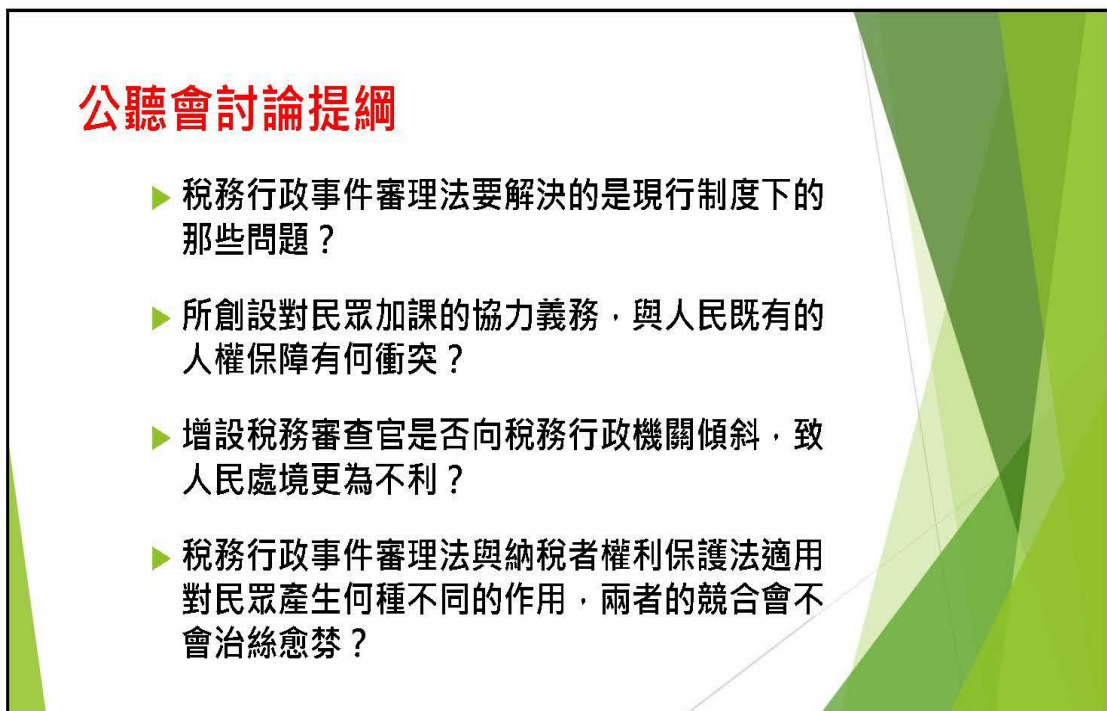 公聽會討論提綱
稅務行政事件審理法要解決的是現行制度下的
那些問題？
所創設對民眾加課的協力義務，與人民既有的
人權保障有何衝突？
增設稅務審查官是否向稅務行政機關傾斜，致
人民處境更為不利？
稅務行政事件審理法與納稅者權利保護法適用
對民眾產生何種不同的作用，兩者的競合會不
會治絲愈棼？